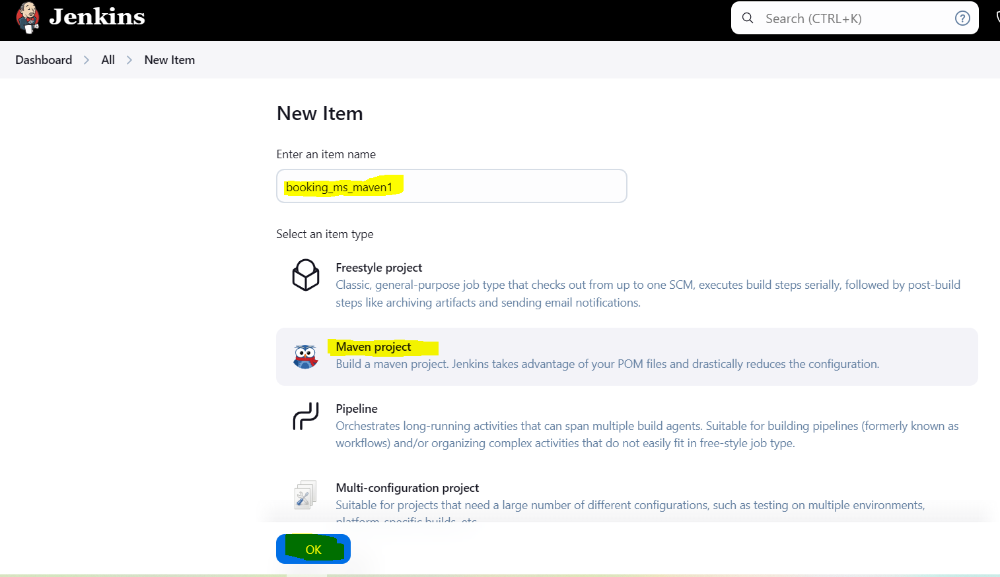 Jenkins
Search (CTRL+K)
Dashboard
All
New Item
New Item
Enter an item name
booking_ms_maven1
Select an item type
Freestyle project
Classic, general-purpose job type that checks out from up to one SCM, executes build steps serially, followed by post-build
steps like archiving artifacts and sending email notifications.
Maven project
Build a maven project. Jenkins takes advantage of your POM files and drastically reduces the configuration.
Pipeline
Orchestrates long-running activities that can span multiple build agents. Suitable for building pipelines (formerly known as
workflows) and/or organizing complex activities that do not easily fit in free-style job type.
Multi-configuration project
Suitable for projects that need a large number of different configurations, such as testing on multiple environments,
platform-specific builds, etc.
OK